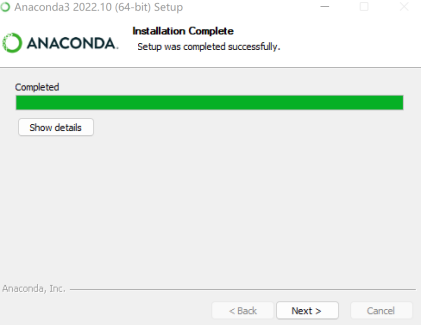 Anaconda3 2022.10 (64-bit) Setup
ANACONDA.
Installation Complete
Setup was completed successfully.
Completed
Show details
Anaconda, Inc.
< Back
Next >
Cancel